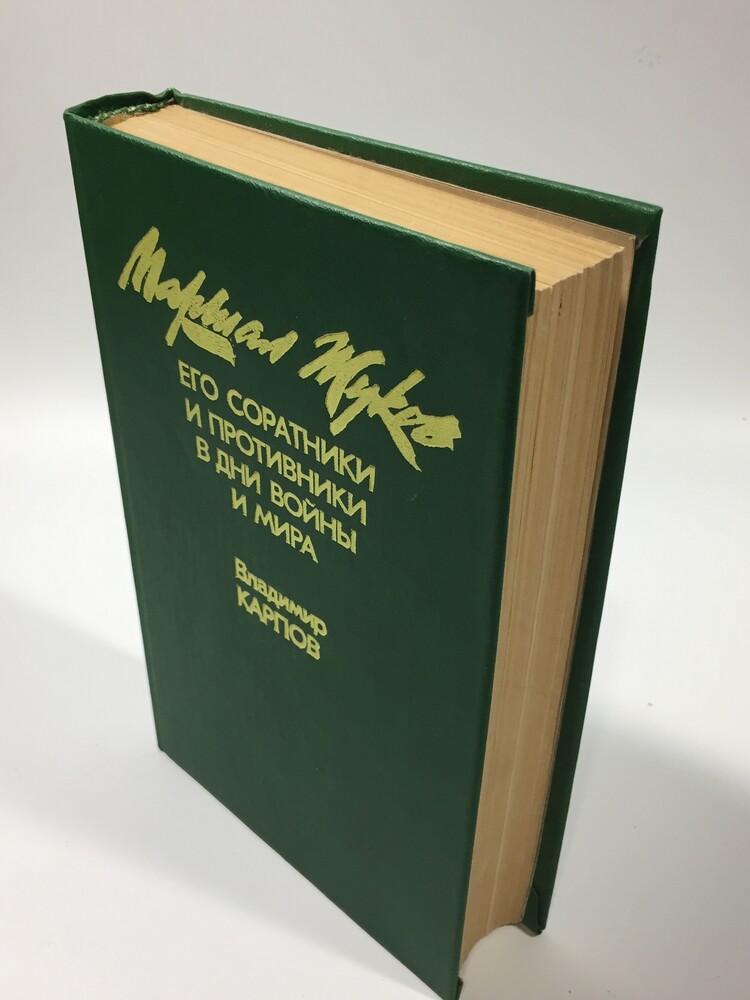 Маршал Жуков
ЕГО СОРАТНИКИ
И ПРОТИВНИКИ
В ДНИ ВОЙНЫ
И МИРА
Владимир
КАРПОВ